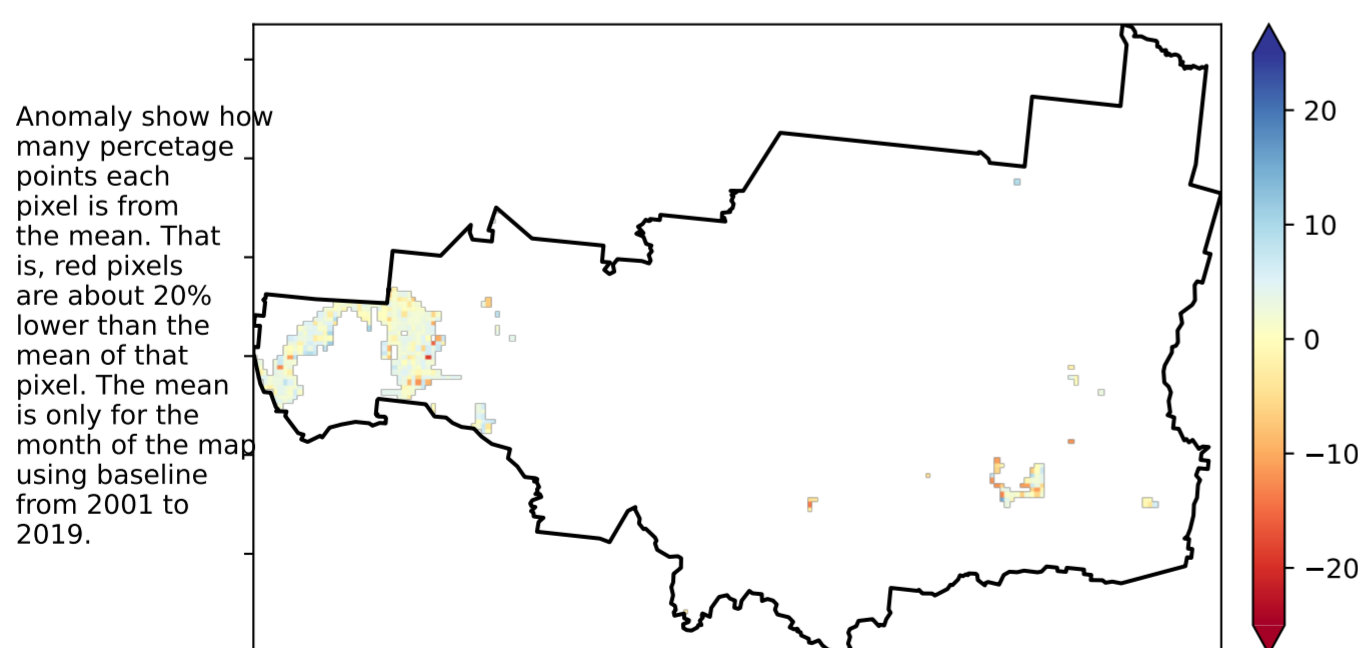 Anomaly show how
many percetage
points each
pixel is from
the mean. That
is, red pixels
are about 20%
lower than the
mean of that
pixel. The mean
is only for the
month of the map
using baseline
from 2001 to
2019.
20
10
0
−10
−20